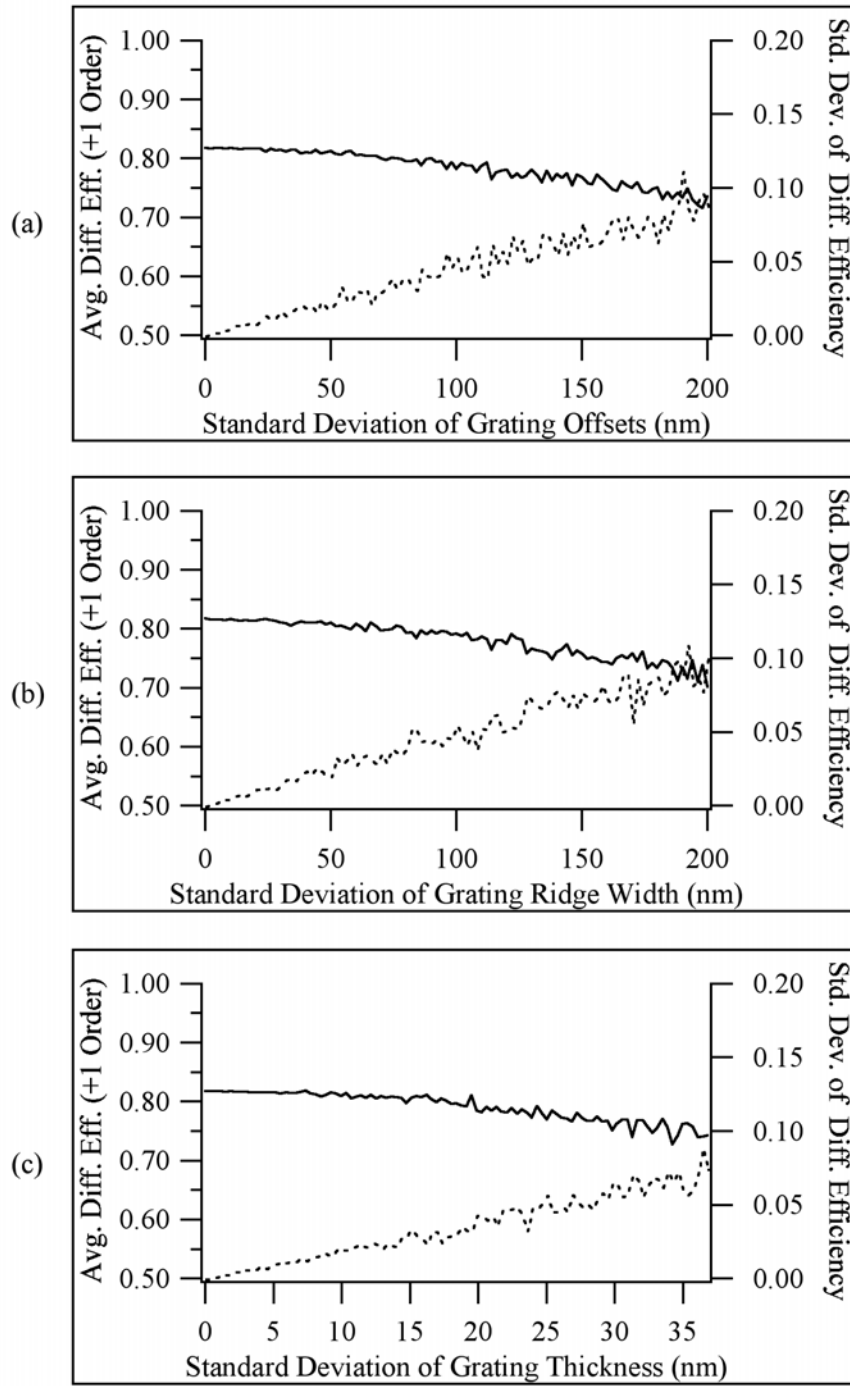 (a)
Avg. Diff. Eff. (+1 Order)
1.00
0.90
0.80
0.70
0.60
0.50
0.20
0.15
0.10
0.05
0.00
Std. Dev. of Diff. Efficiency
0 50 100 150 200
Standard Deviation of Grating Offsets (nm)
(b)
Avg. Diff. Eff. (+1 Order)
1.00
0.90
0.80
0.70
0.60
0.50
0.20
0.15
0.10
0.05
0.00
Std. Dev. of Diff. Efficiency
0 50 100 150 200
Standard Deviation of Grating Ridge Width (nm)
(c)
Avg. Diff. Eff. (+1 Order)
1.00
0.90
0.80
0.70
0.60
0.50
0.20
0.15
0.10
0.05
0.00
Std. Dev. of Diff. Efficiency
0 5 10 15 20 25 30 35
Standard Deviation of Grating Thickness (nm)